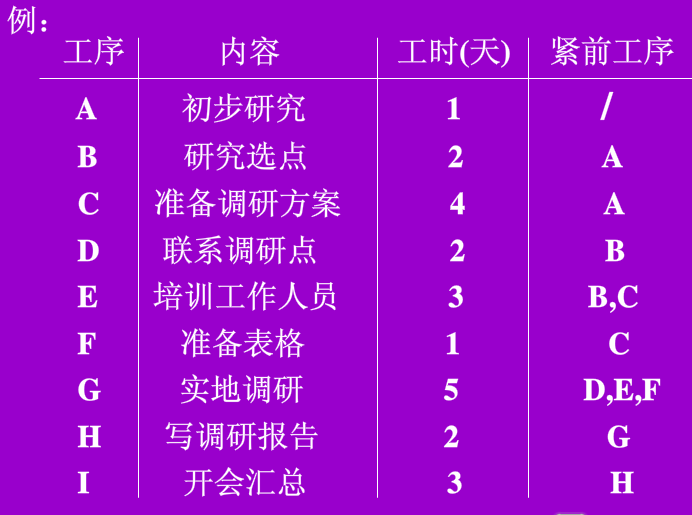 例：
工序 内容 工时(天) 紧前工序
A 初步研究 1 /
B 研究选点 2 A
C 准备调研方案 4 A
D 联系调研点 2 B
E 培训工作人员 3 B,C
F 准备表格 1 C
G 实地调研 5 D,E,F
H 写调研报告 2 G
I 开会汇总 3 H